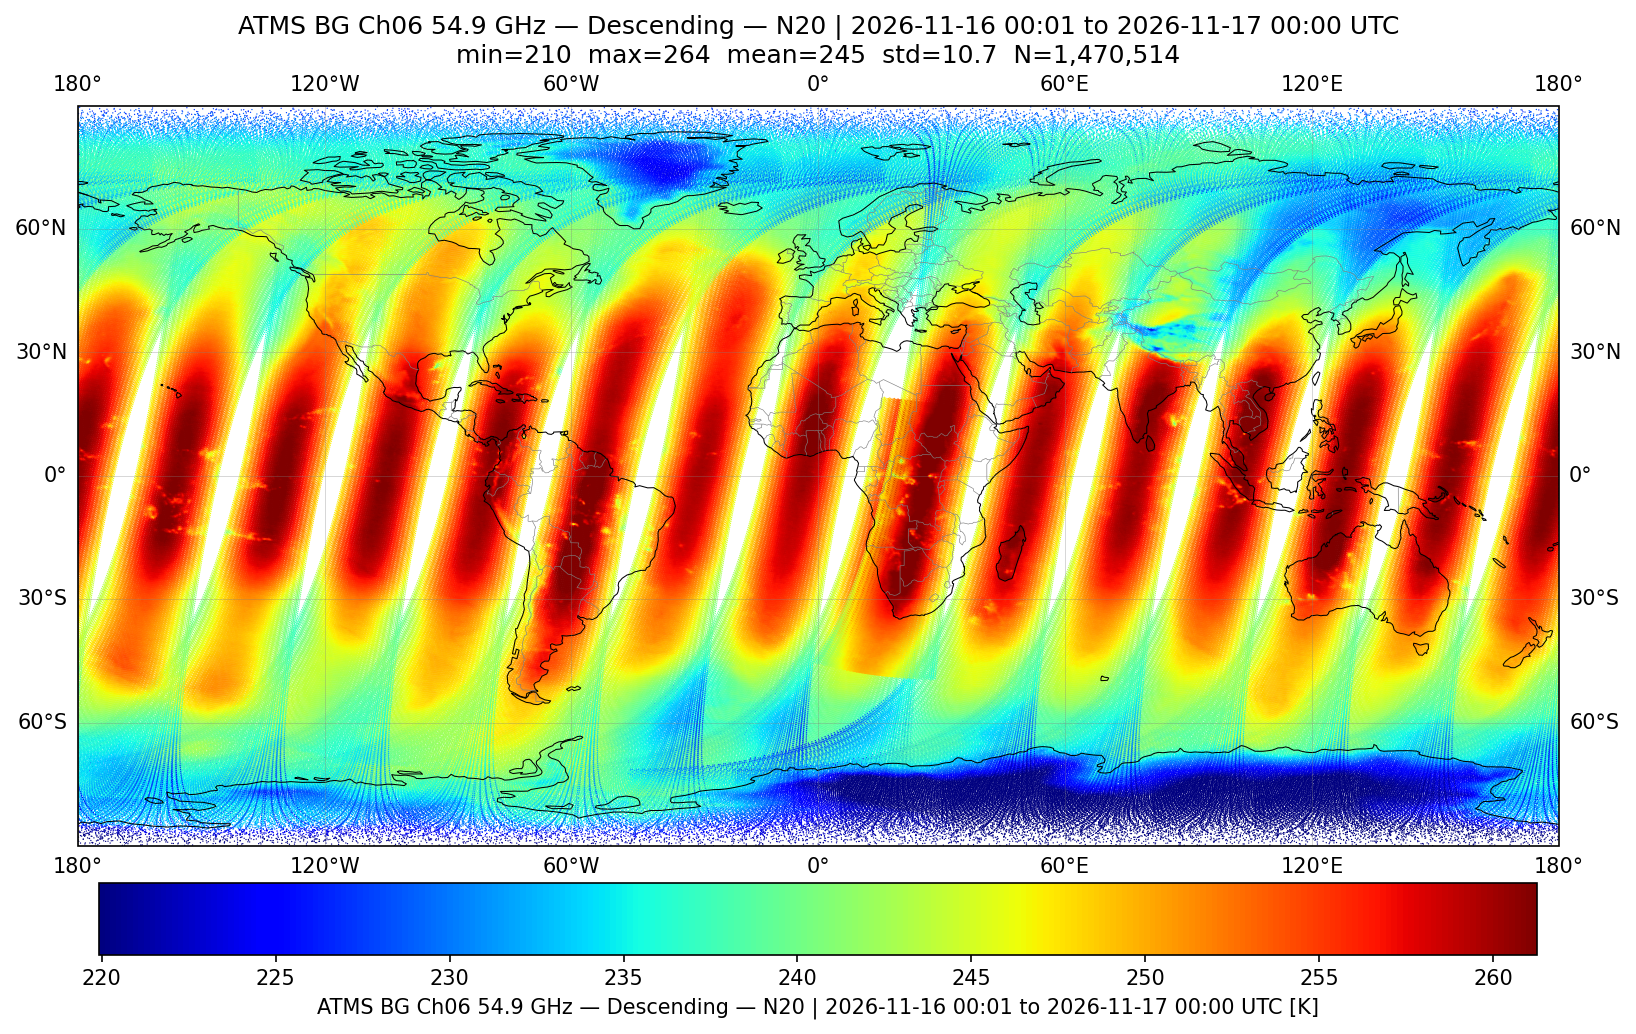 ATMS BG Ch06 54.9 GHz — Descending — N20 | 2026-11-16 00:01 to 2026-11-17 00:00 UTC
min=210 max=264 mean=245 std=10.7 N=1,470,514
180° 120°W 60°W 0° 60°E 120°E 180°
60°N 60°N
30°N 30°N
0° 0°
30°S 30°S
60°S 60°S
180° 120°W 60°W 0° 60°E 120°E 180°
220 225 230 235 240 245 250 255 260
ATMS BG Ch06 54.9 GHz — Descending — N20 | 2026-11-16 00:01 to 2026-11-17 00:00 UTC [K]